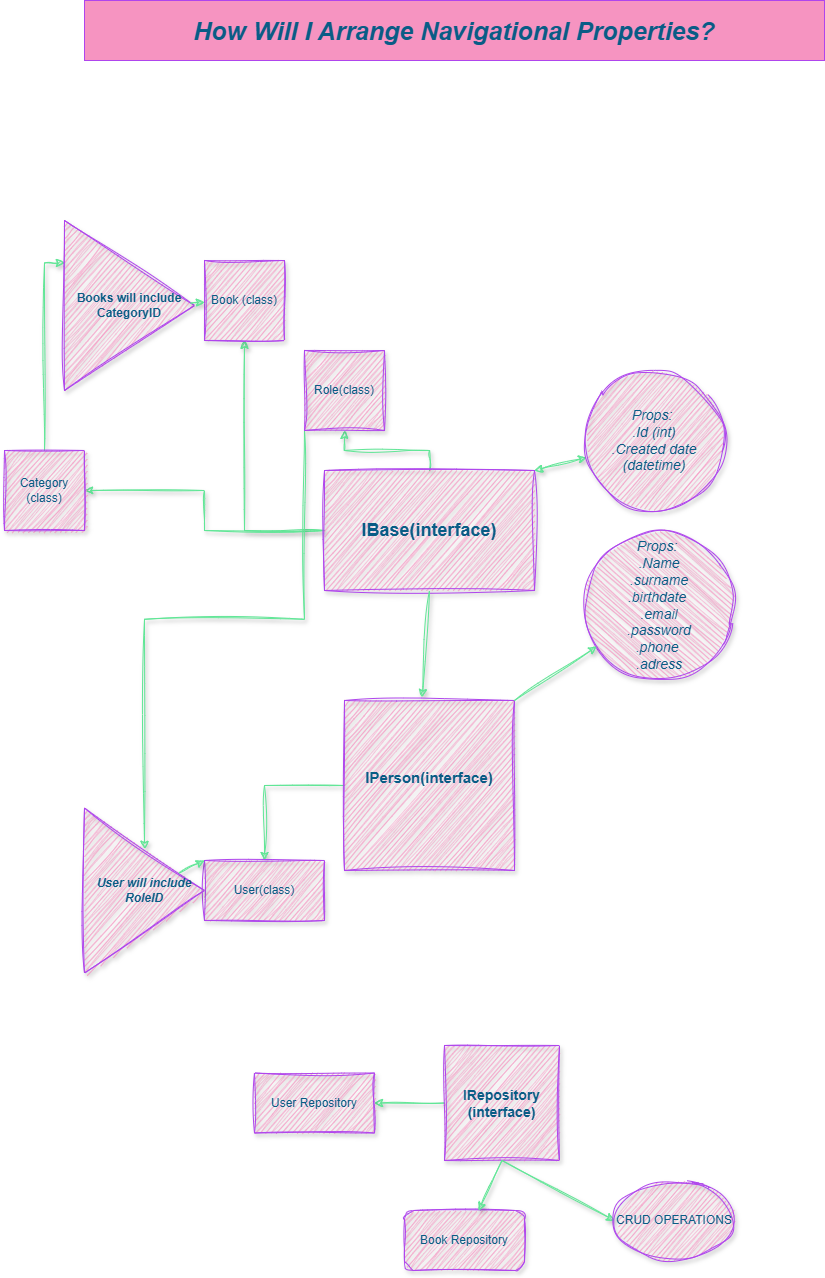 How Will I Arrange Navigational Properties?
Books will include
CategoryID
Book (class)
Role(class)
Props:
.Id (int)
.Created date
(datetime)
Category
(class)
IBase(interface)
Props:
.Name
.surname
.birthdate
.email
.password
.phone
.adress
IPerson(interface)
User will include
RoleID
User(class)
IRepository
(interface)
User Repository
Book Repository
CRUD OPERATIONS